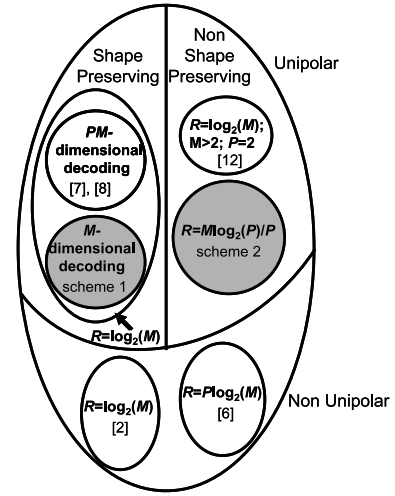 Shape
Preserving
Non
Shape
Preserving
Unipolar
PM-
dimensional
decoding
[7], [8]
R=log₂(M);
M>2; P=2
[12]
M-
dimensional
decoding
scheme 1
R=Mlog₂(P)/P
scheme 2
R=log₂(M)
R=log₂(M)
[2]
R=Plog₂(M)
[6]
Non Unipolar